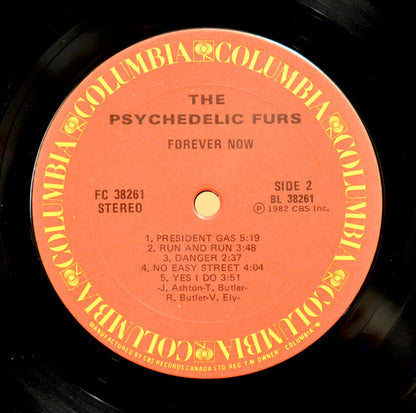 COLUMBIA COLUMBIA COLUMBIA COLUMBIA COLUMBIA COLUMBIA
THE
PSYCHEDELIC FURS
FOREVER NOW
FC 38261
STEREO
SIDE 2
BL 38261
Ⓟ 1982 CBS Inc.
1. PRESIDENT GAS 5:19
2. RUN AND RUN 3:48
3. DANGER 2:37
4. NO EASY STREET 4:04
5. YES I DO 3:51
-J. Ashton-T. Butler-
R. Butler-V. Ely-
MANUFACTURED BY CBS RECORDS CANADA LTD. REG. T.M. OWNER